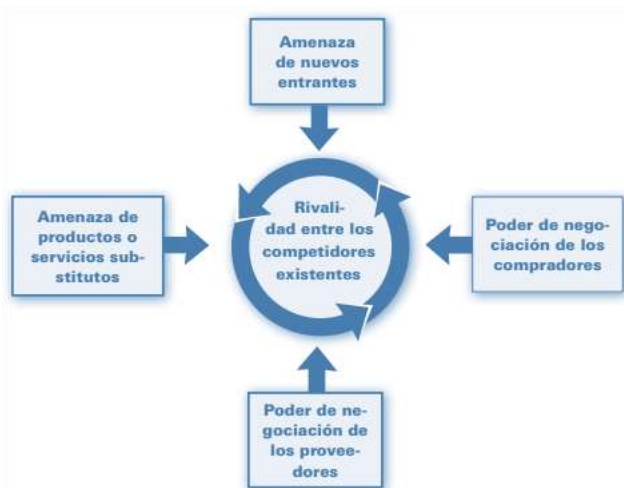 Amenaza
de nuevos
entrantes
Amenaza de
productos o
servicios sub-
stitutos
Rivali-
dad entre los
competidores
existentes
Poder de nego-
ciación de los
compradores
Poder de ne-
gociación de
los provee-
dores